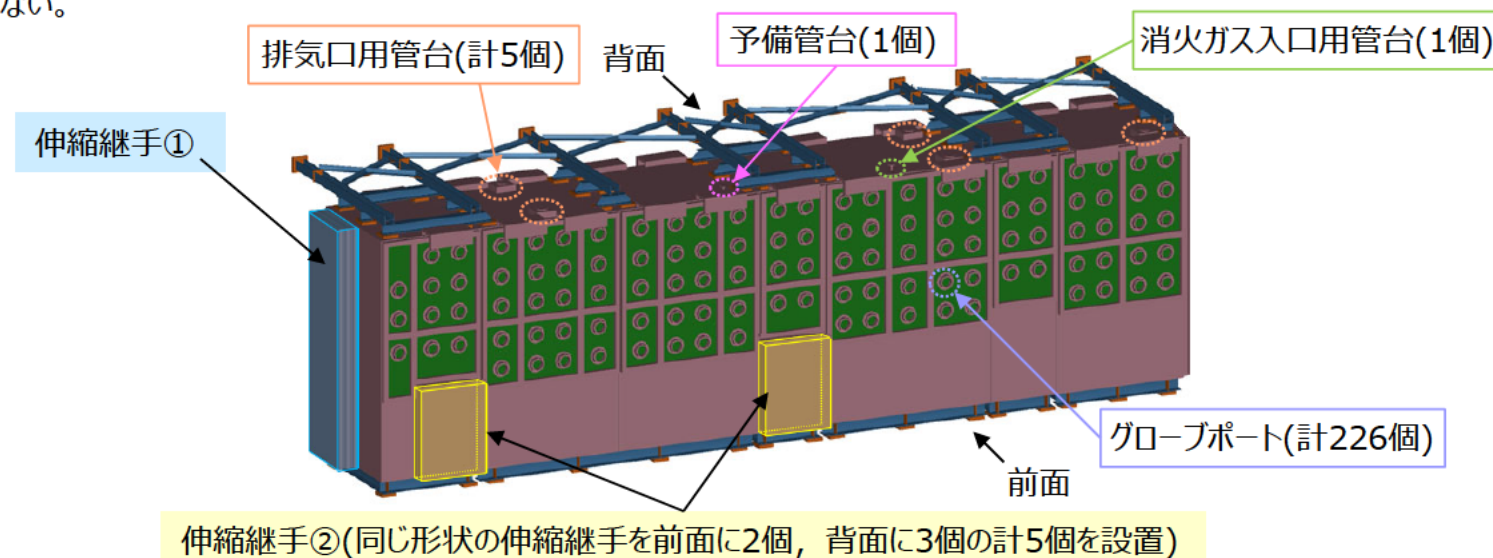 ない。
排気口用管台(計5個)
背面
予備管台(1個)
消火ガス入口用管台(1個)
伸縮継手①
グローブポート(計226個)
前面
伸縮継手②(同じ形状の伸縮継手を前面に2個，背面に3個の計5個を設置)